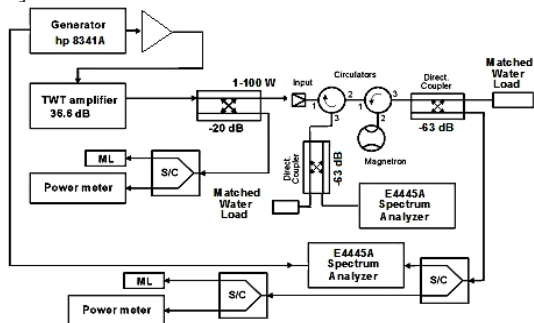 Generator
hp 8341A
TWT amplifier
36.6 dB
1-100 W
-20 dB
Input
Circulators
1
2
3
1
2
3
Direct.
Coupler
-63 dB
Matched
Water
Load
Magnetron
Direct.
Coupler
-63 dB
Matched
Water
Load
E4445A
Spectrum
Analyzer
ML
Power meter
S/C
E4445A
Spectrum
Analyzer
S/C
ML
Power meter
S/C